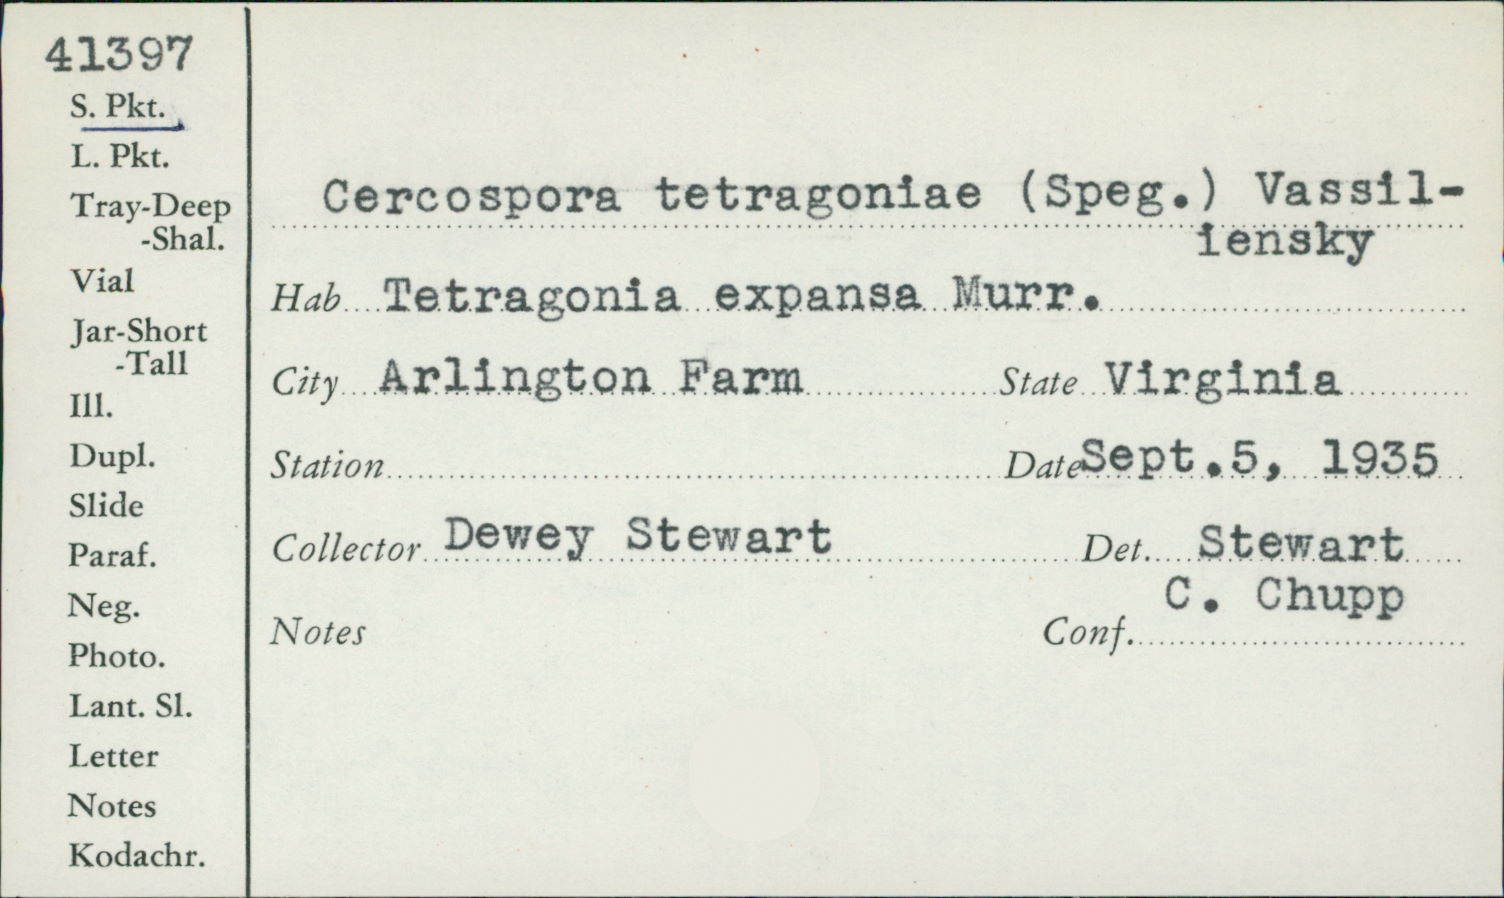 41397
S. Pkt.
L. Pkt.
Tray-Deep
-Shal.
Vial
Jar-Short
-Tall
Ill.
Dupl.
Slide
Paraf.
Neg.
Photo.
Lant. Sl.
Letter
Notes
Kodachr.
Cercospora tetragoniae (Speg.) Vassil-
iensky
Hab Tetragonia expansa Murr.
City Arlington Farm State Virginia
Station Date Sept.5, 1935
Collector Dewey Stewart Det. Stewart
C. Chupp
Notes Conf.